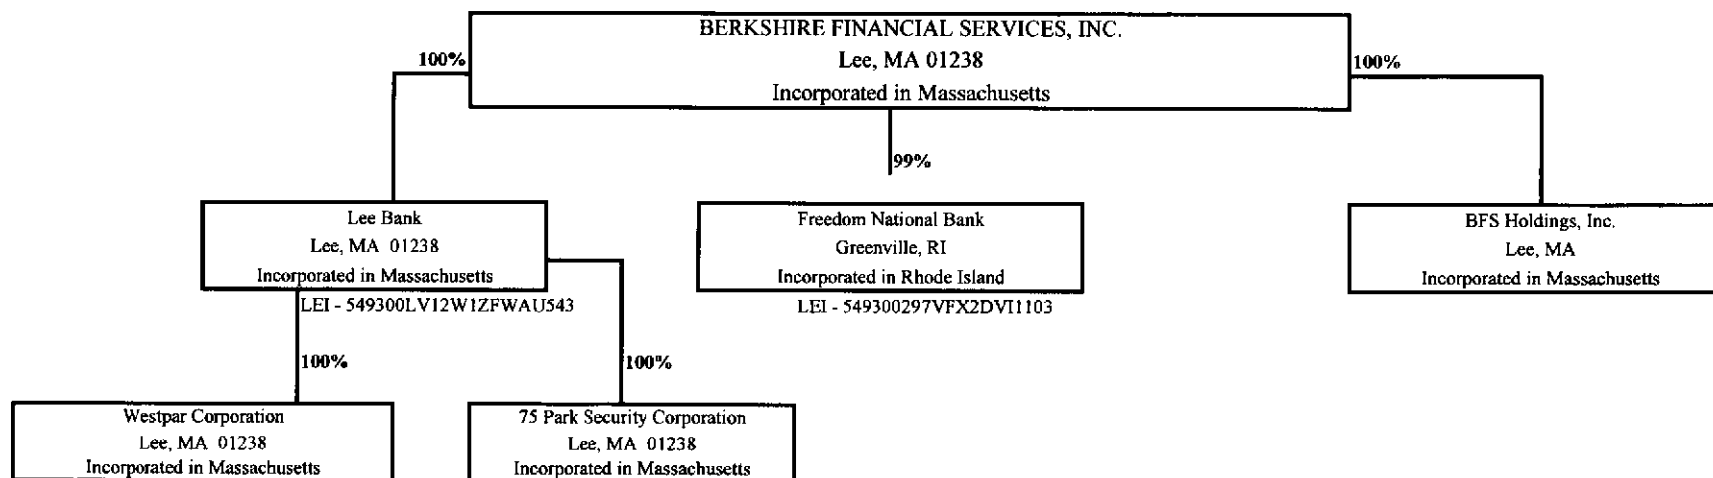 BERKSHIRE FINANCIAL SERVICES, INC.
Lee, MA 01238
Incorporated in Massachusetts
100%
100%
99%
Lee Bank
Lee, MA 01238
Incorporated in Massachusetts
LEI - 549300LV12W1ZFWAU543
Freedom National Bank
Greenville, RI
Incorporated in Rhode Island
LEI - 549300297VFX2DVI1103
BFS Holdings, Inc.
Lee, MA
Incorporated in Massachusetts
100%
100%
Westpar Corporation
Lee, MA 01238
Incorporated in Massachusetts
75 Park Security Corporation
Lee, MA 01238
Incorporated in Massachusetts